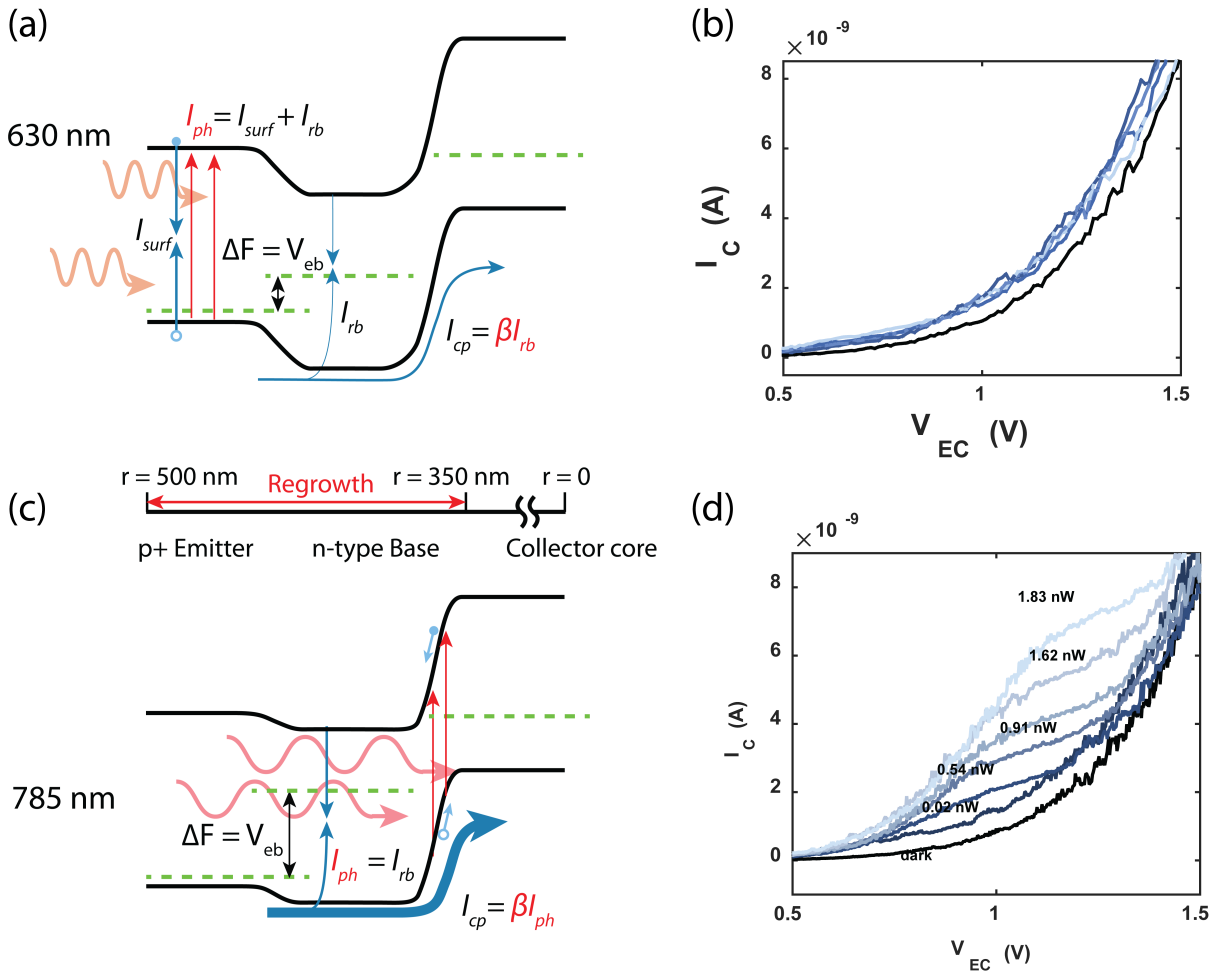 (a)
630 nm
I_ph = I_surf + I_rb
I_surf
ΔF = V_eb
I_rb
I_cp = βI_rb
(b)
× 10 -9
8
6
4
2
0
I_C (A)
0.5 1 1.5
V_EC (V)
(c)
r = 500 nm r = 350 nm r = 0
Regrowth
p+ Emitter n-type Base Collector core
785 nm
ΔF = V_eb
I_ph = I_rb
I_cp = βI_ph
(d)
× 10 -9
8
6
4
2
0
I_C (A)
1.83 nW
1.62 nW
0.91 nW
0.54 nW
0.02 nW
dark
0.5 1 1.5
V_EC (V)